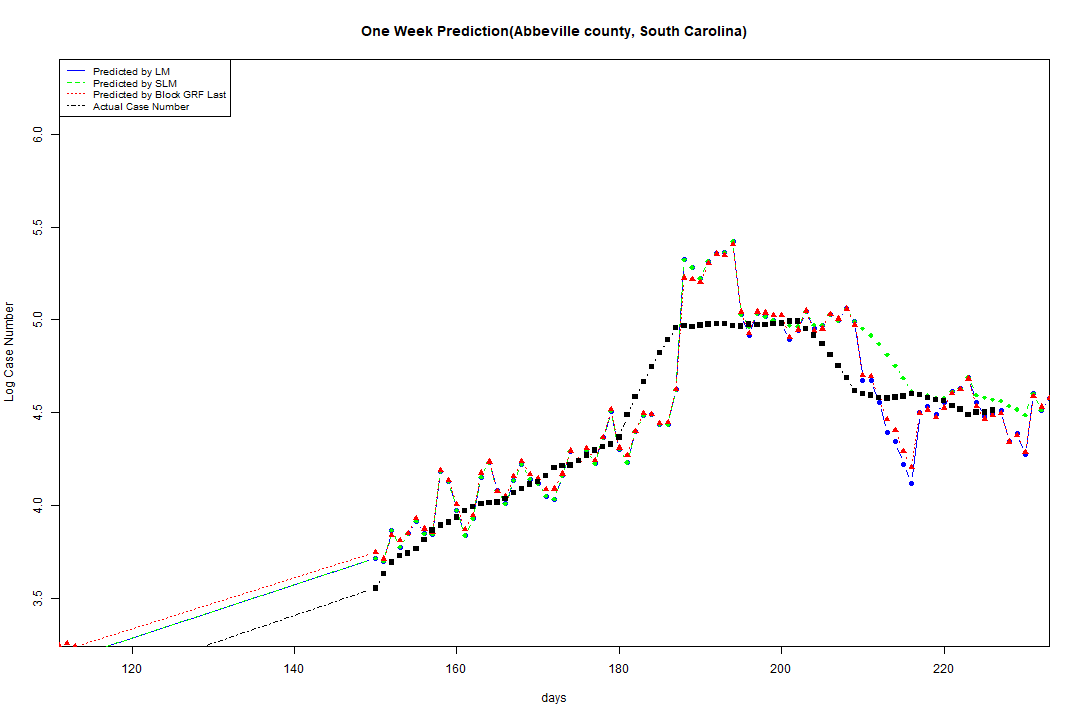 One Week Prediction(Abbeville county, South Carolina)
Predicted by LM
Predicted by SLM
Predicted by Block GRF Last
Actual Case Number
6.0
5.5
5.0
4.5
4.0
3.5
Log Case Number
120 140 160 180 200 220
days